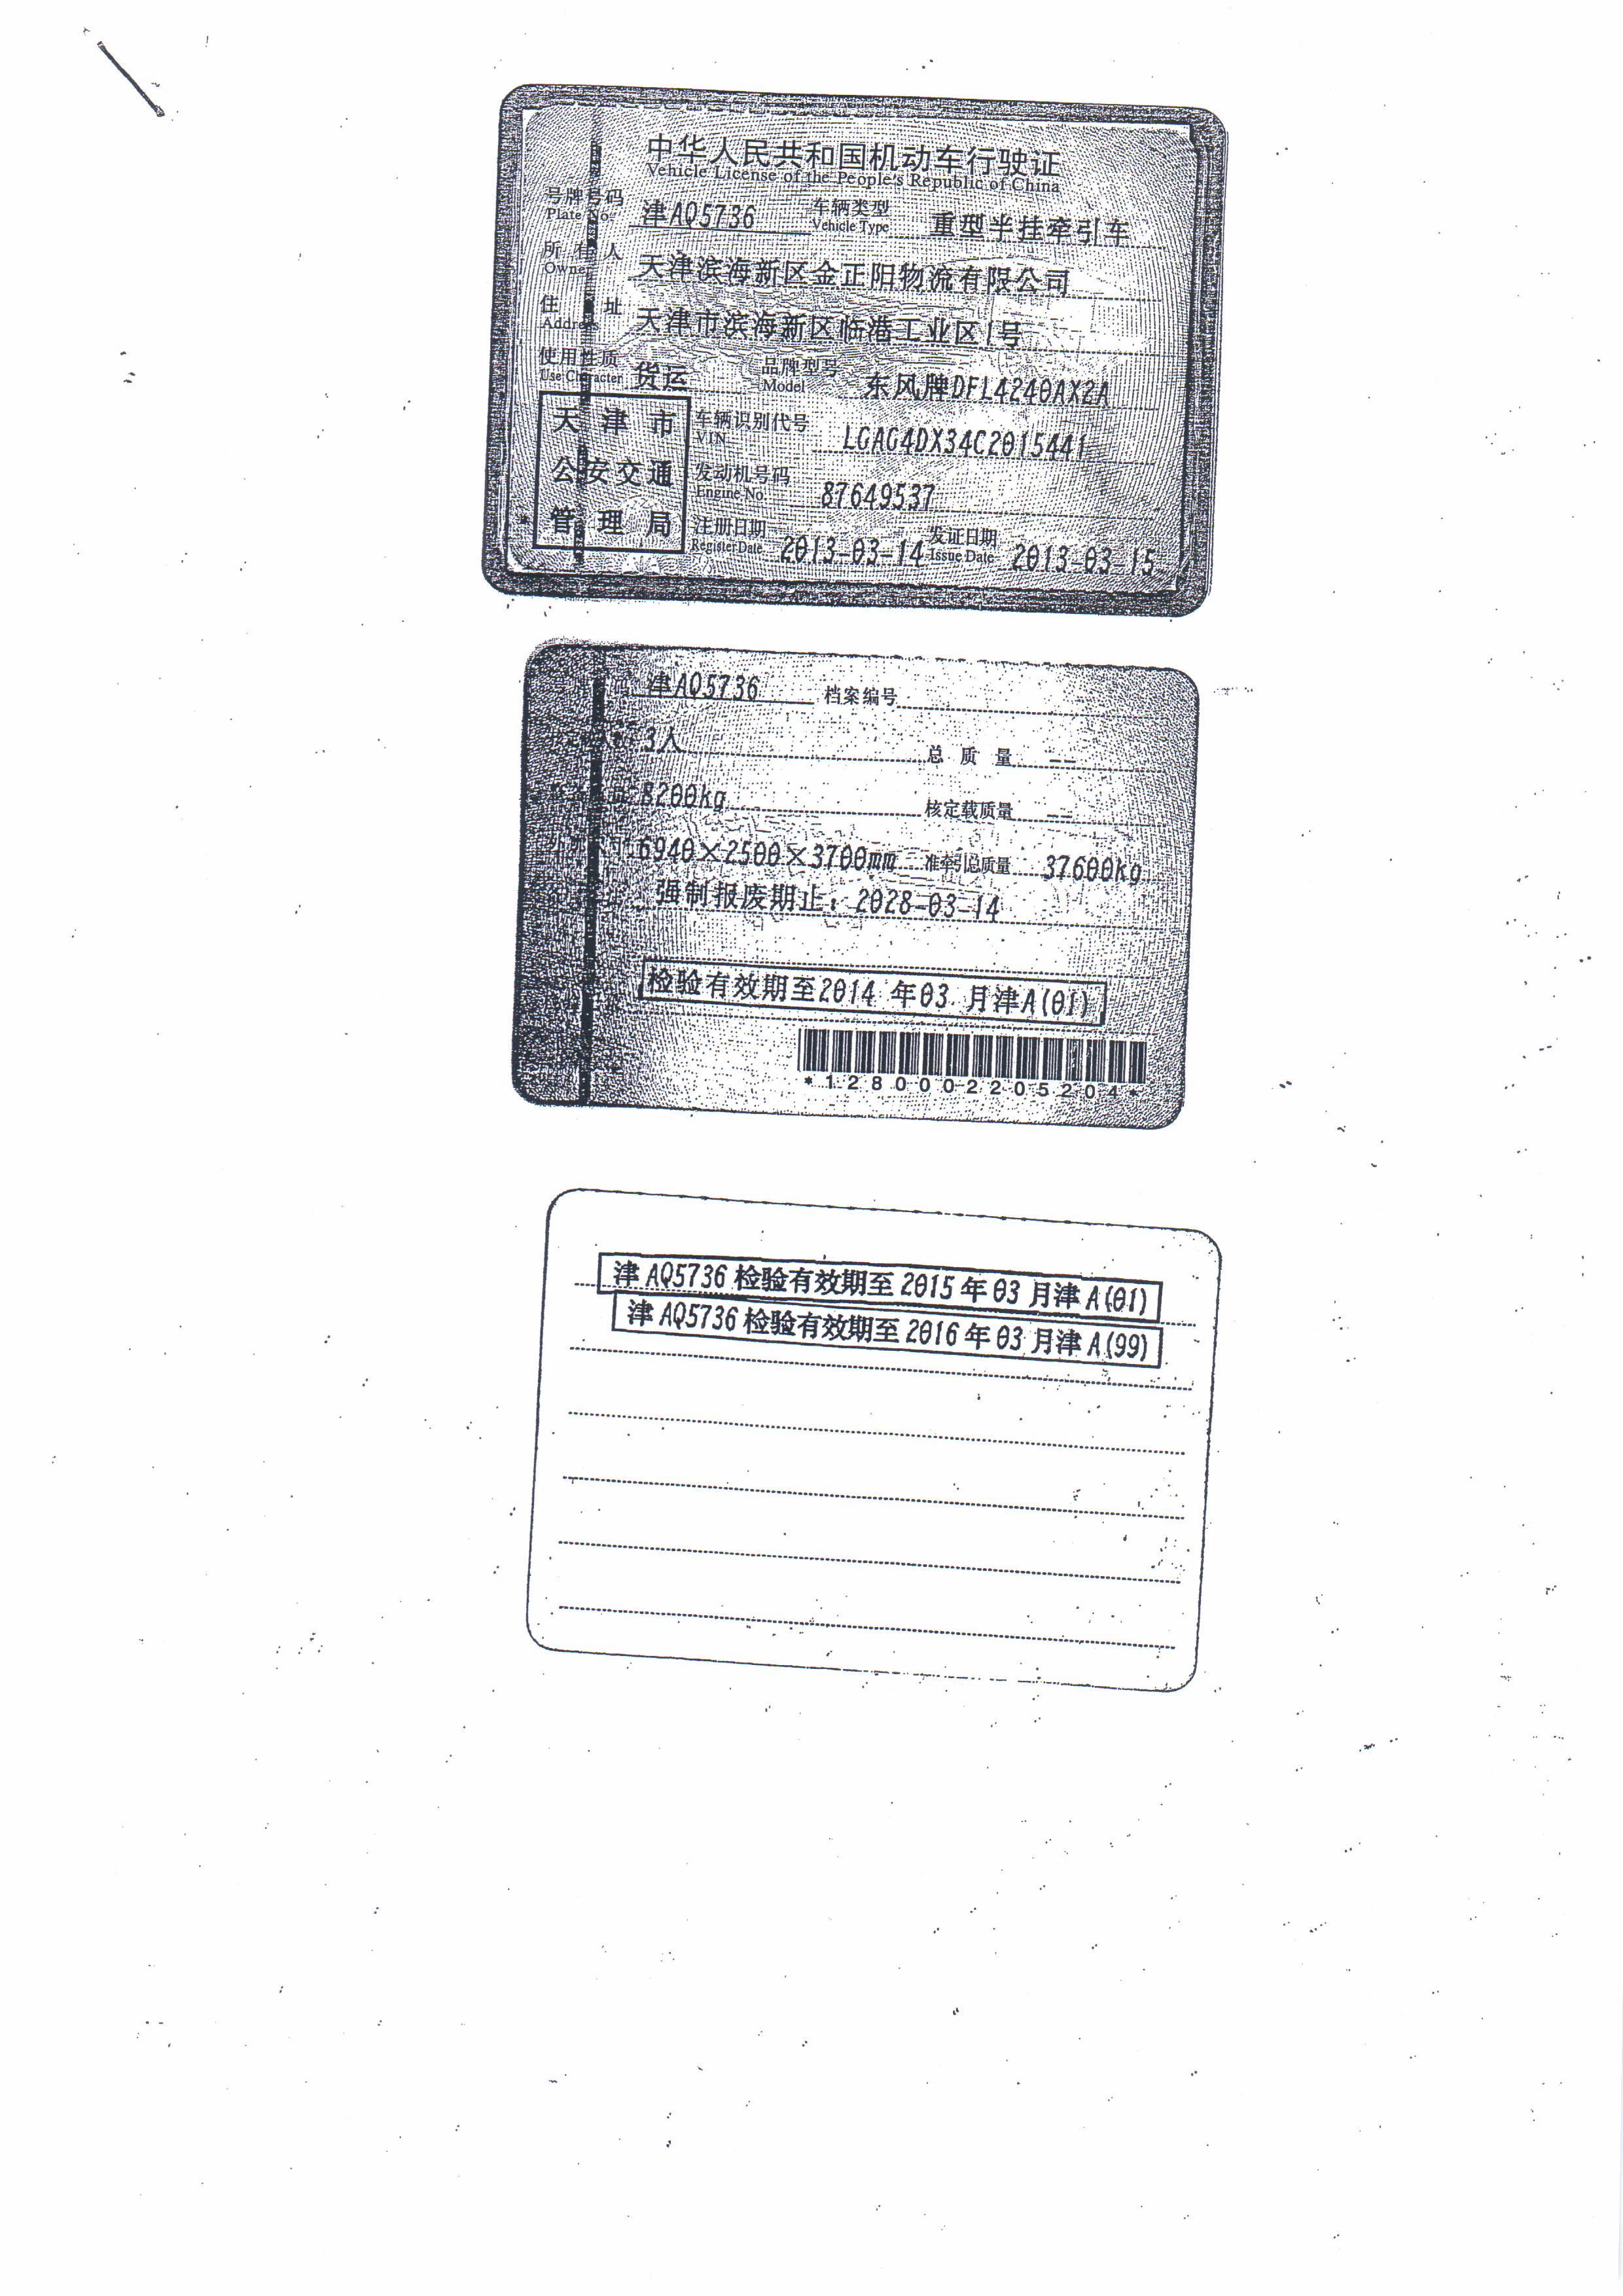 中华人民共和国机动车行驶证
Vehicle License of the People's Republic of China
号牌号码 津AQ5736 车辆类型 重型半挂牵引车
Plate No. Vehicle Type
所有人 天津滨海新区金正阳物流有限公司
Owner
住址 天津市滨海新区临港工业区1号
Address
使用性质 货运 品牌型号 东风牌DFL4240AX2A
Use Character Model
天津市 车辆识别代号 LGAG4DX34C2015441
VIN
公安交通 发动机号码 87649537
Engine No.
管理局 注册日期 2013-03-14 发证日期 2013-03-15
Register Date Issue Date
津AQ5736 档案编号
3人 总质量 --
8200kg 核定载质量 --
6940×2500×3700mm 准牵引总质量 37600kg
强制报废期止：2028-03-14
检验有效期至2014年03月津A(01)
*1280002205204*
津AQ5736检验有效期至2015年03月津A(01)
津AQ5736检验有效期至2016年03月津A(99)